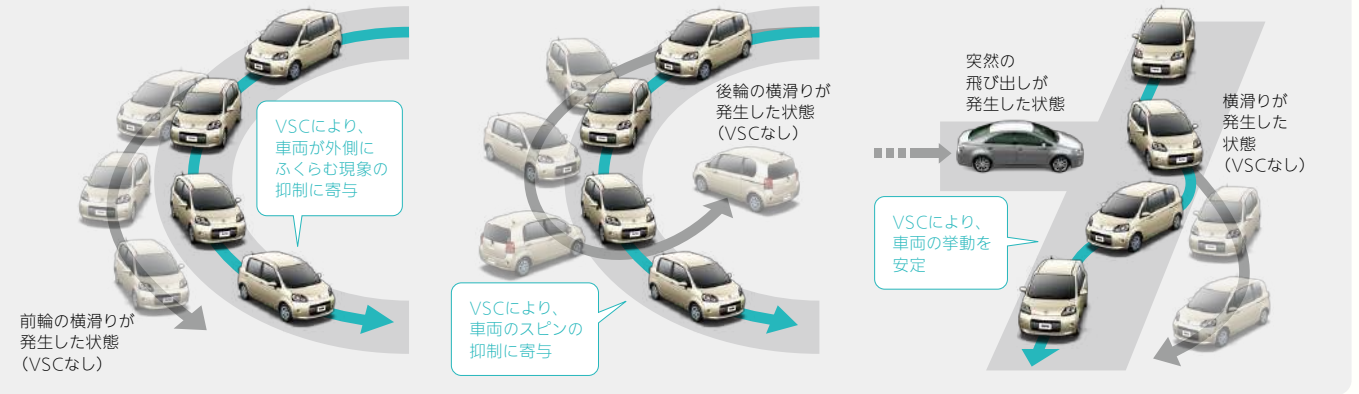 VSCにより、
車両が外側に
ふくらむ現象の
抑制に寄与
前輪の横滑りが
発生した状態
（VSCなし）
後輪の横滑りが
発生した状態
（VSCなし）
VSCにより、
車両のスピンの
抑制に寄与
突然の
飛び出しが
発生した状態
横滑りが
発生した
状態
（VSCなし）
VSCにより、
車両の挙動を
安定